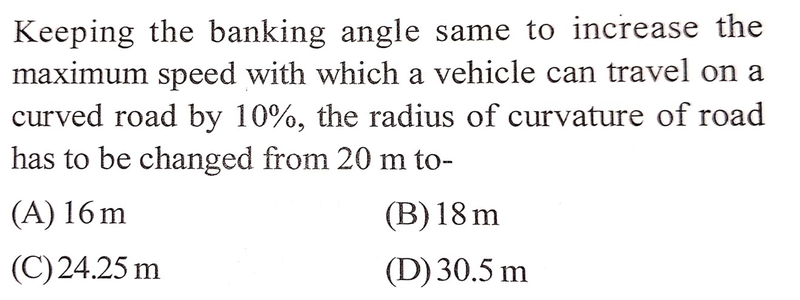 Keeping the banking angle same to increase the
maximum speed with which a vehicle can travel on a
curved road by 10%, the radius of curvature of road
has to be changed from 20 m to-
(A) 16 m (B) 18 m
(C) 24.25 m (D) 30.5 m